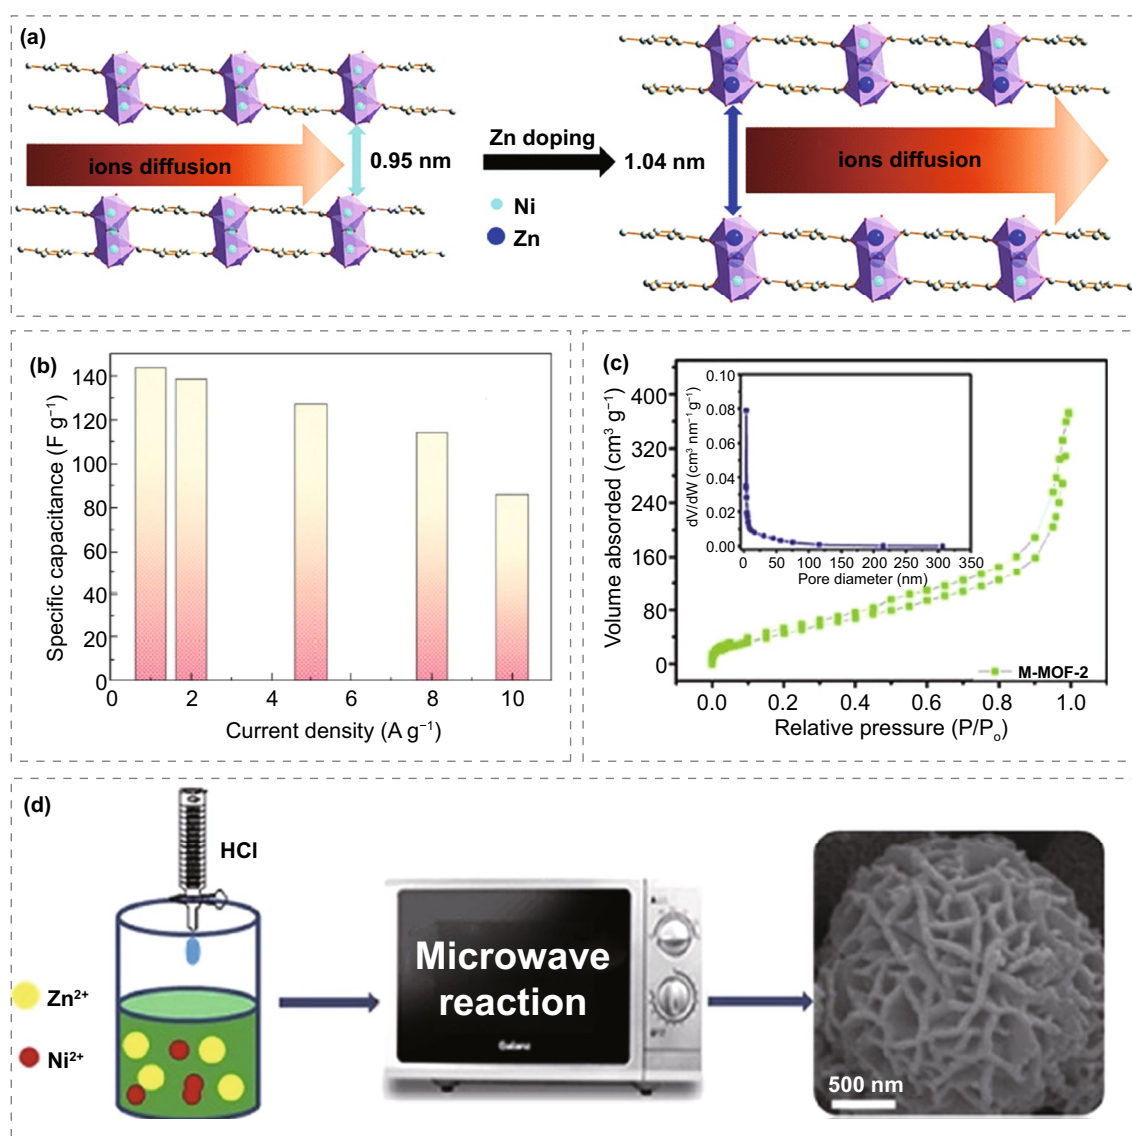 (a)
ions diffusion
0.95 nm
Zn doping
1.04 nm
ions diffusion
Ni
Zn
(b)
Specific capacitance (F g⁻¹)
140
120
100
80
60
40
20
0
0 2 4 6 8 10
Current density (A g⁻¹)
(c)
Volume absorded (cm³ g⁻¹)
400
320
240
160
80
0
0.0 0.2 0.4 0.6 0.8 1.0
Relative pressure (P/Pₒ)
M-MOF-2
dV/dW (cm³ nm⁻¹ g⁻¹)
0.10
0.08
0.06
0.04
0.02
0.00
0 50 100 150 200 250 300 350
Pore diameter (nm)
(d)
HCl
Zn²⁺
Ni²⁺
Microwave
reaction
Galanz
500 nm